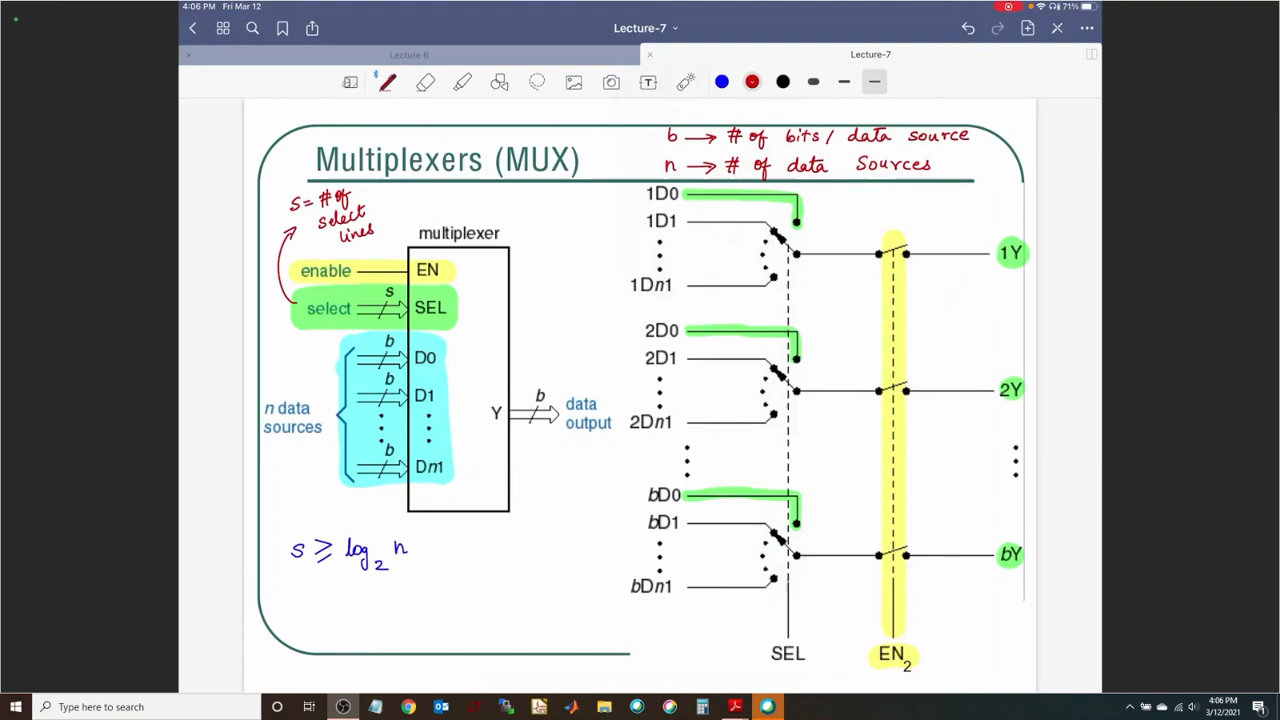 4:06 PM Fri Mar 12
71%
Lecture-7
Lecture 6
Lecture-7
b → # of bits / data source
Multiplexers (MUX)
n → # of data Sources
s = # of
select
lines
multiplexer
enable EN
select s SEL
b D0
b D1
n data
sources
b Dn1
Y b data
output
s ≥ log2 n
1D0
1D1
1Dn1
1Y
2D0
2D1
2Dn1
2Y
bD0
bD1
bDn1
bY
SEL
EN
2
Type here to search
4:06 PM
3/12/2021